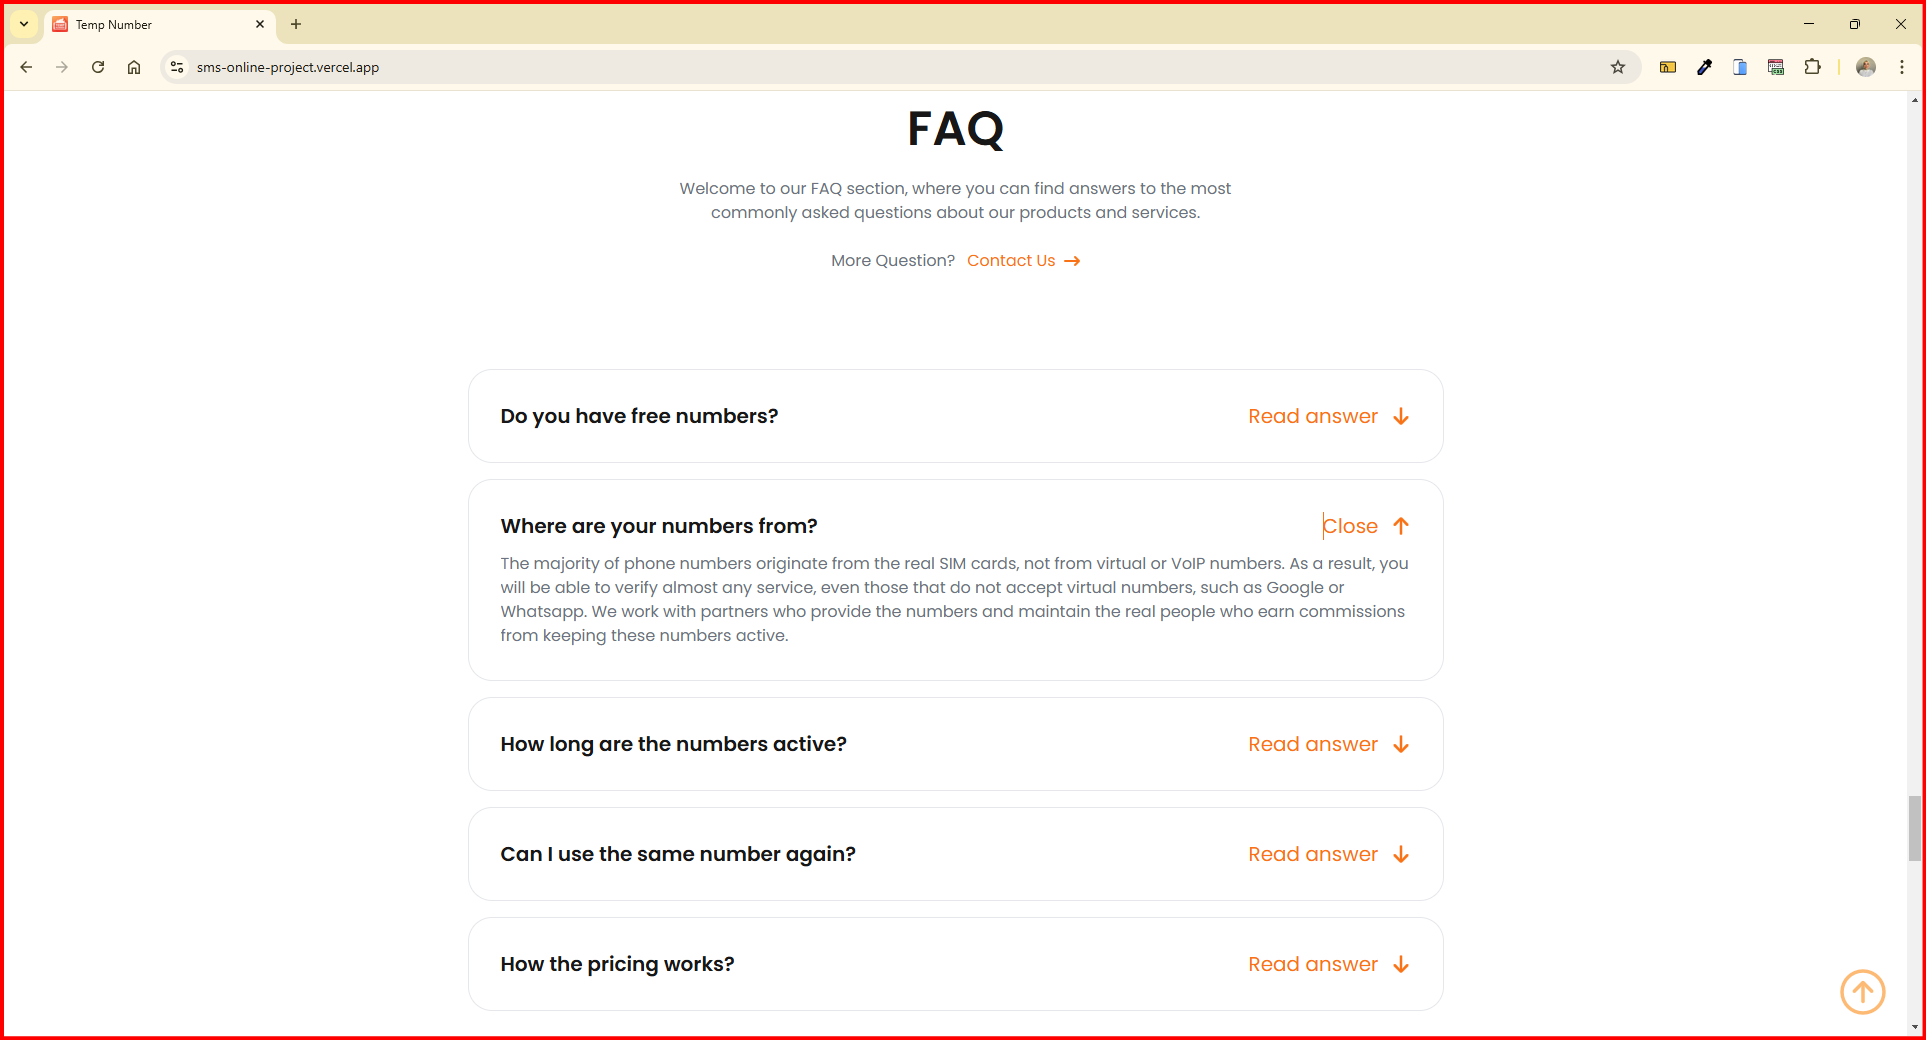 Temp Number
sms-online-project.vercel.app
FAQ
Welcome to our FAQ section, where you can find answers to the most
commonly asked questions about our products and services.
More Question? Contact Us
Do you have free numbers? Read answer
Where are your numbers from? Close
The majority of phone numbers originate from the real SIM cards, not from virtual or VoIP numbers. As a result, you
will be able to verify almost any service, even those that do not accept virtual numbers, such as Google or
Whatsapp. We work with partners who provide the numbers and maintain the real people who earn commissions
from keeping these numbers active.
How long are the numbers active? Read answer
Can I use the same number again? Read answer
How the pricing works? Read answer